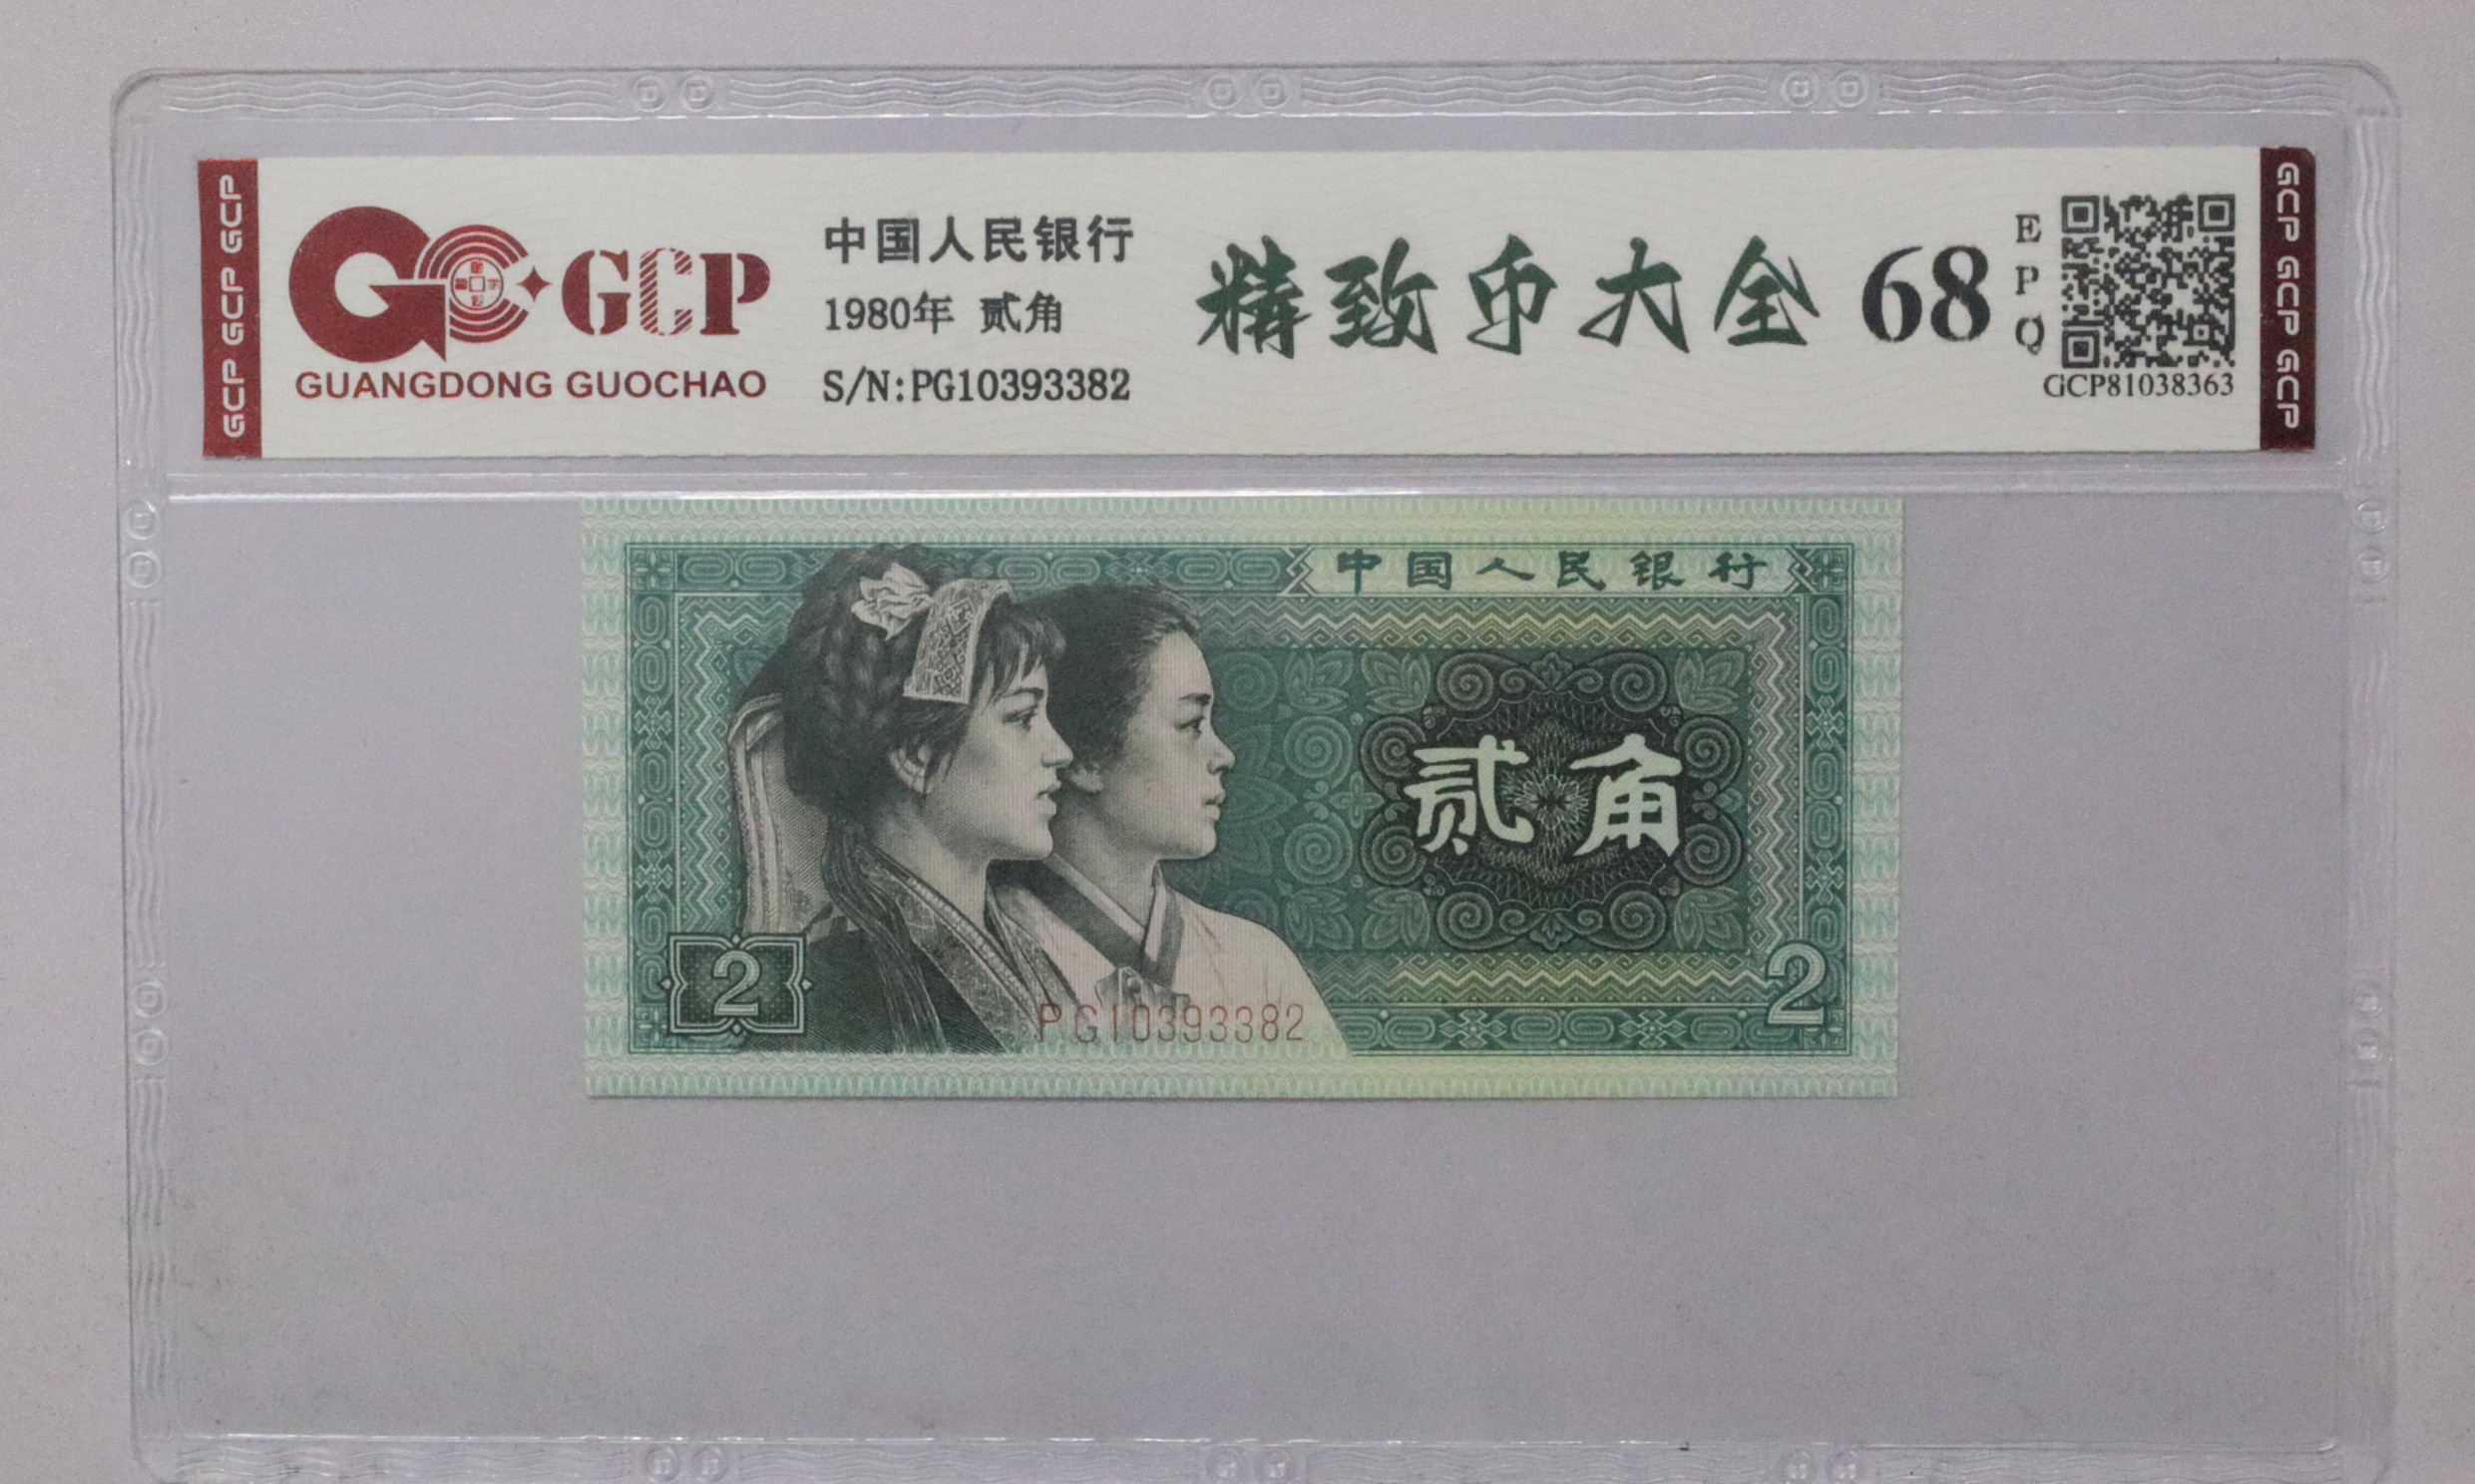 GCP GCP GCP
GCP
GUANGDONG GUOCHAO
中国人民银行
1980年 贰角
S/N:PG10393382
精致币大全
68
EPQ
GCP81038363
GCP GCP GCP
中国人民银行
贰角
2
2
PG10393382